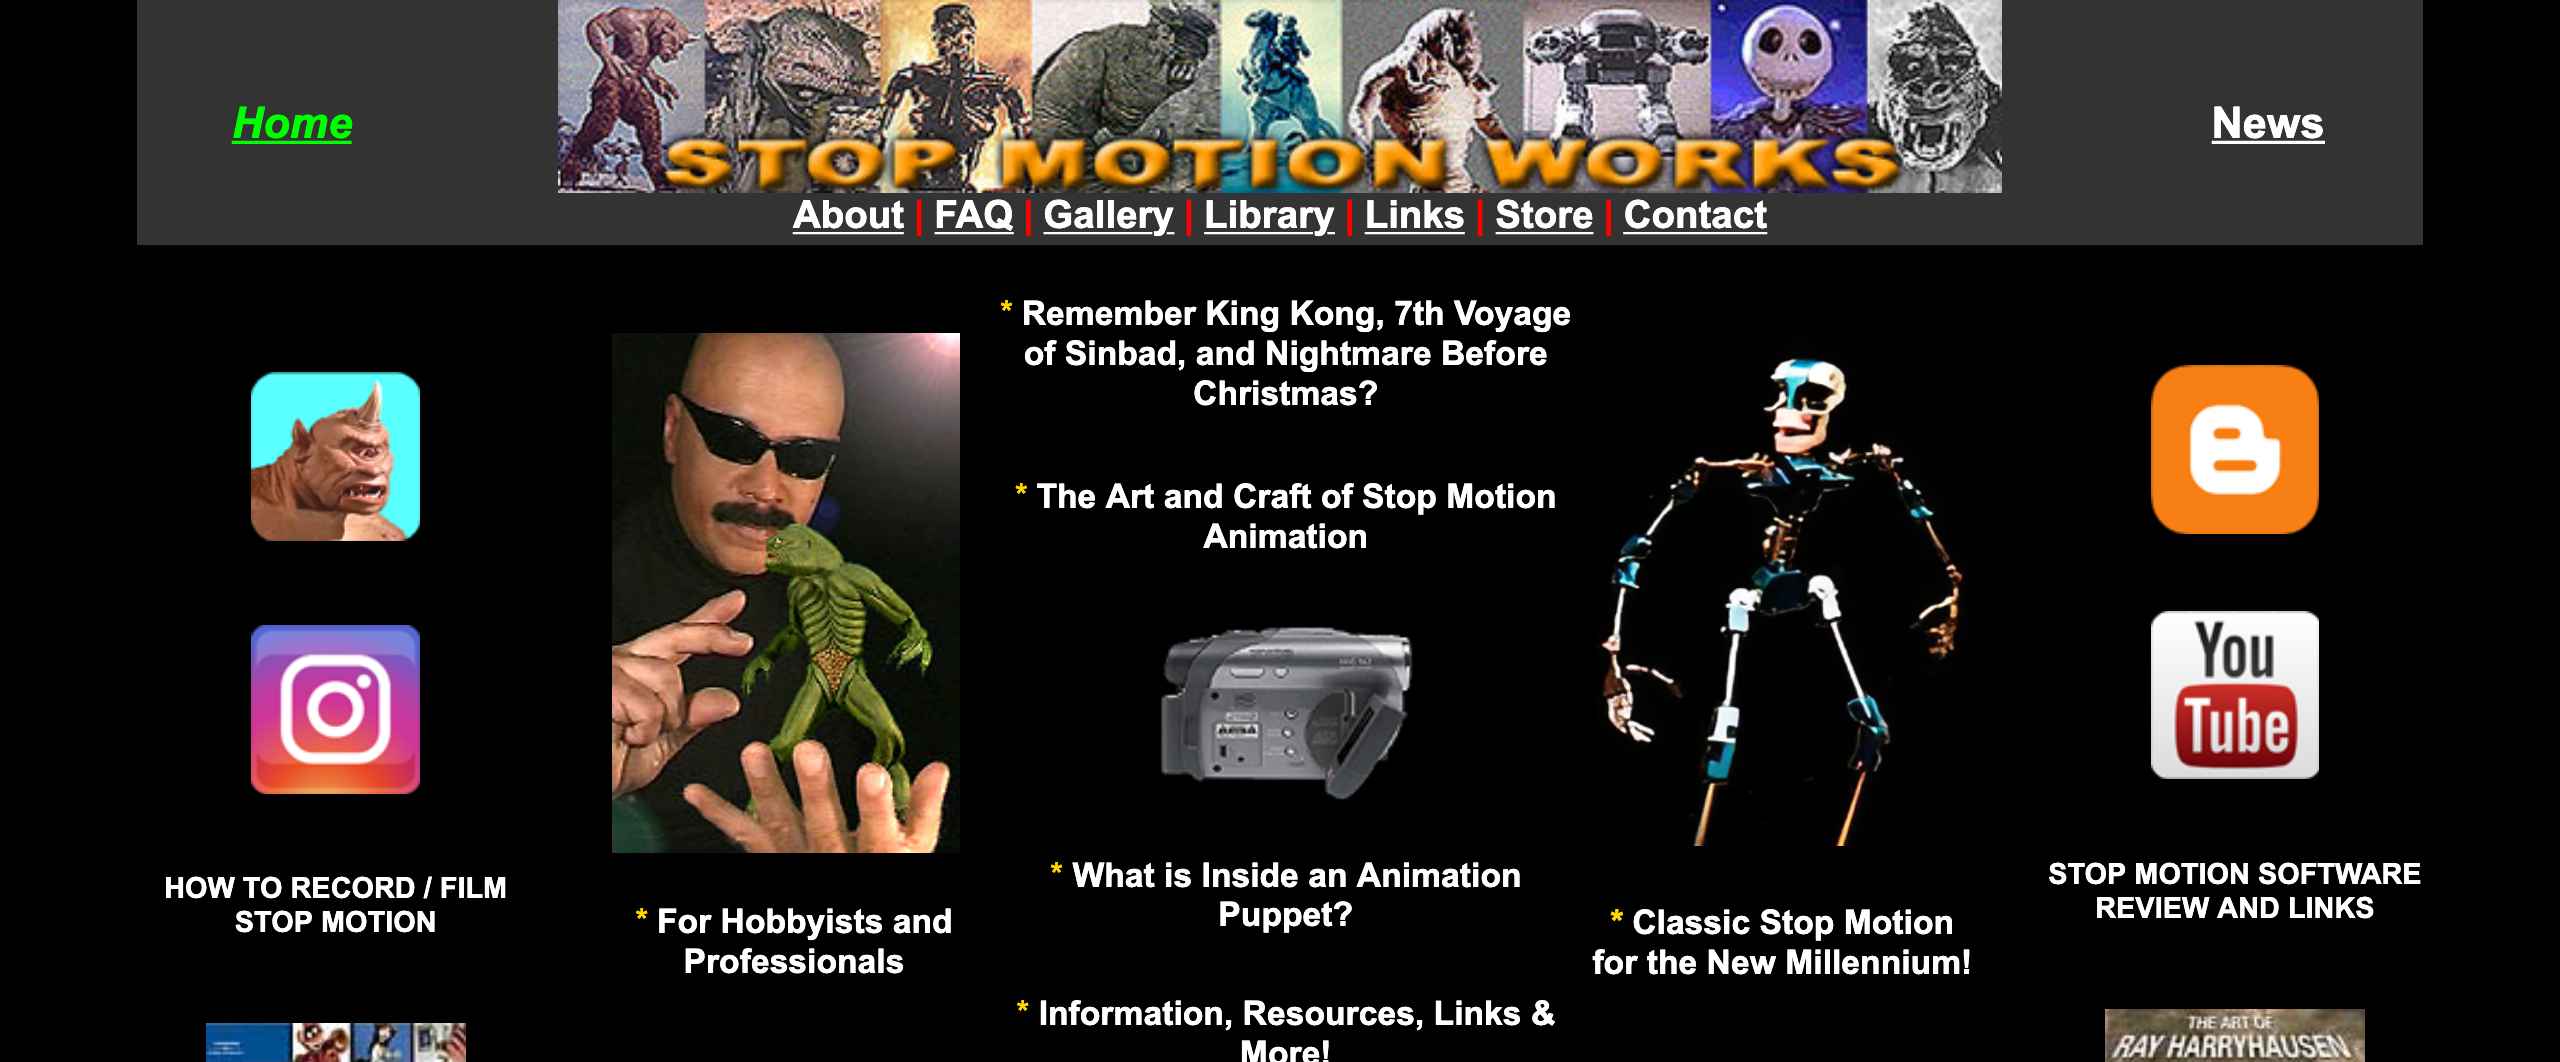 Home
STOP MOTION WORKS
News
About | FAQ | Gallery | Library | Links | Store | Contact
* Remember King Kong, 7th Voyage
of Sinbad, and Nightmare Before
Christmas?
* The Art and Craft of Stop Motion
Animation
You
Tube
HOW TO RECORD / FILM
STOP MOTION
* For Hobbyists and
Professionals
* What is Inside an Animation
Puppet?
* Information, Resources, Links &
More!
* Classic Stop Motion
for the New Millennium!
STOP MOTION SOFTWARE
REVIEW AND LINKS
THE ART OF
RAY HARRYHAUSEN